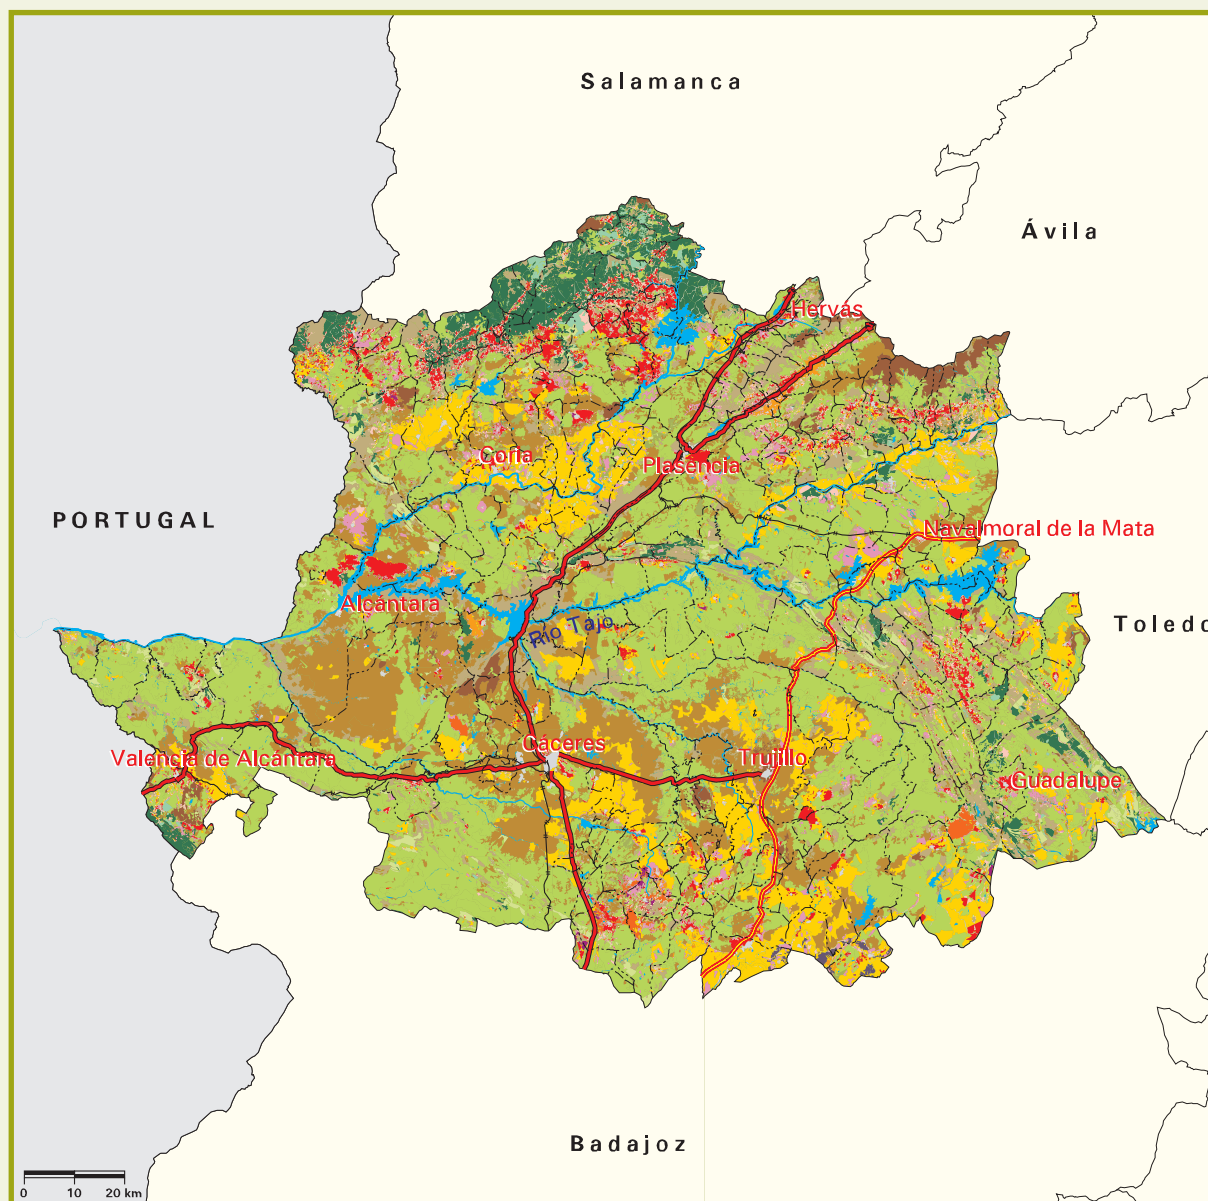 Salamanca
Ávila
Hervás
Coria
Plasencia
PORTUGAL
Navalmoral de la Mata
Alcántara
Río Tajo
Toledo
Cáceres
Valencia de Alcántara
Trujillo
Guadalupe
Badajoz
0 10 20 km